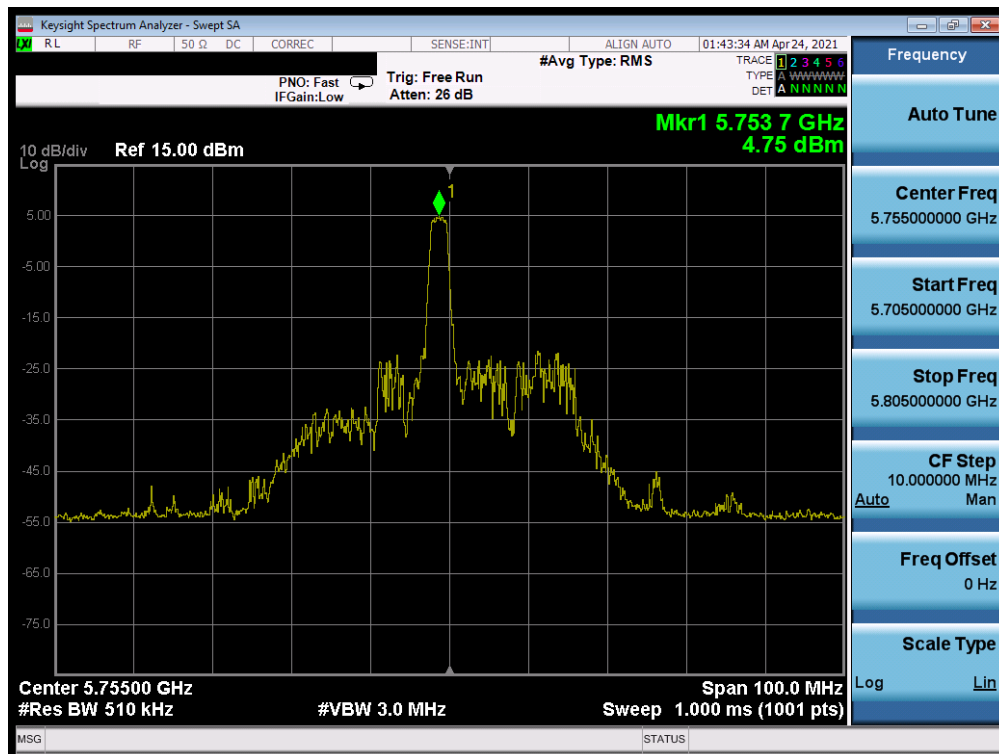 Keysight Spectrum Analyzer - Swept SA
LXI RL RF 50 Ω DC CORREC SENSE:INT ALIGN AUTO 01:43:34 AM Apr 24, 2021
Frequency
#Avg Type: RMS TRACE 1 2 3 4 5 6
PNO: Fast Trig: Free Run TYPE A WWWWW
IFGain:Low Atten: 26 dB DET A N N N N N
Auto Tune
Mkr1 5.753 7 GHz
4.75 dBm
10 dB/div Ref 15.00 dBm
Log
1
5.00
-5.00
-15.0
-25.0
-35.0
-45.0
-55.0
-65.0
-75.0
Center Freq
5.755000000 GHz
Start Freq
5.705000000 GHz
Stop Freq
5.805000000 GHz
CF Step
10.000000 MHz
Auto Man
Freq Offset
0 Hz
Scale Type
Log Lin
Center 5.75500 GHz Span 100.0 MHz
#Res BW 510 kHz #VBW 3.0 MHz Sweep 1.000 ms (1001 pts)
MSG STATUS